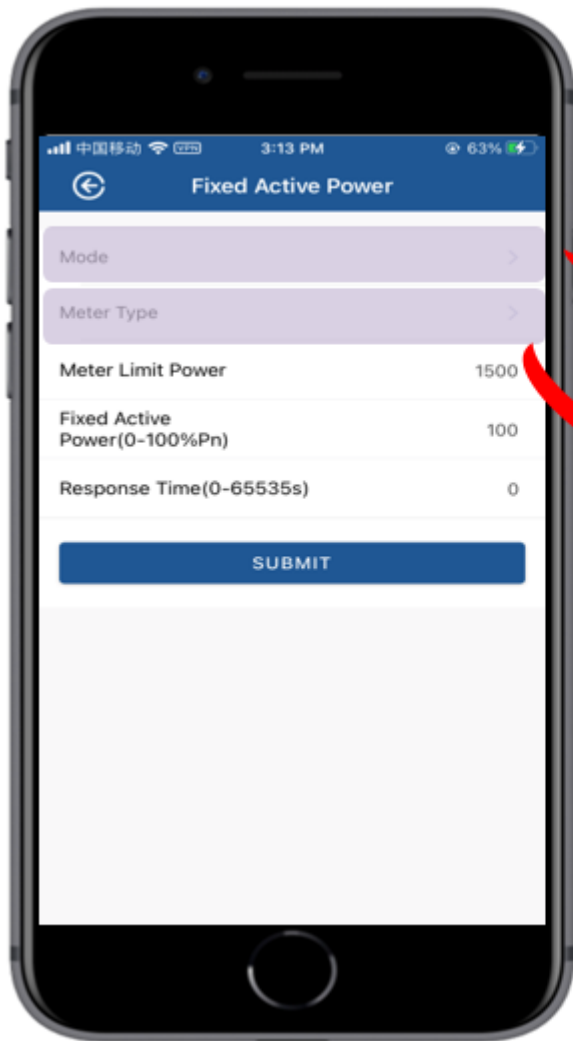 中国移动 VPN 3:13 PM 63%
Fixed Active Power
Mode
Meter Type
Meter Limit Power 1500
Fixed Active
Power(0-100%Pn) 100
Response Time(0-65535s) 0
SUBMIT